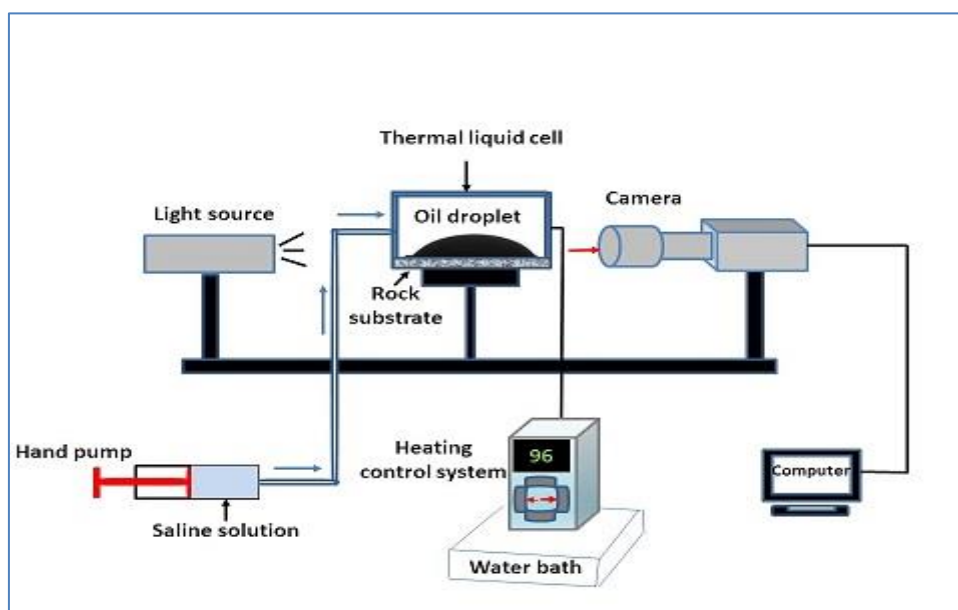 Thermal liquid cell
Light source
Oil droplet
Camera
Rock
substrate
Hand pump
Saline solution
Heating
control system
96
Water bath
Computer